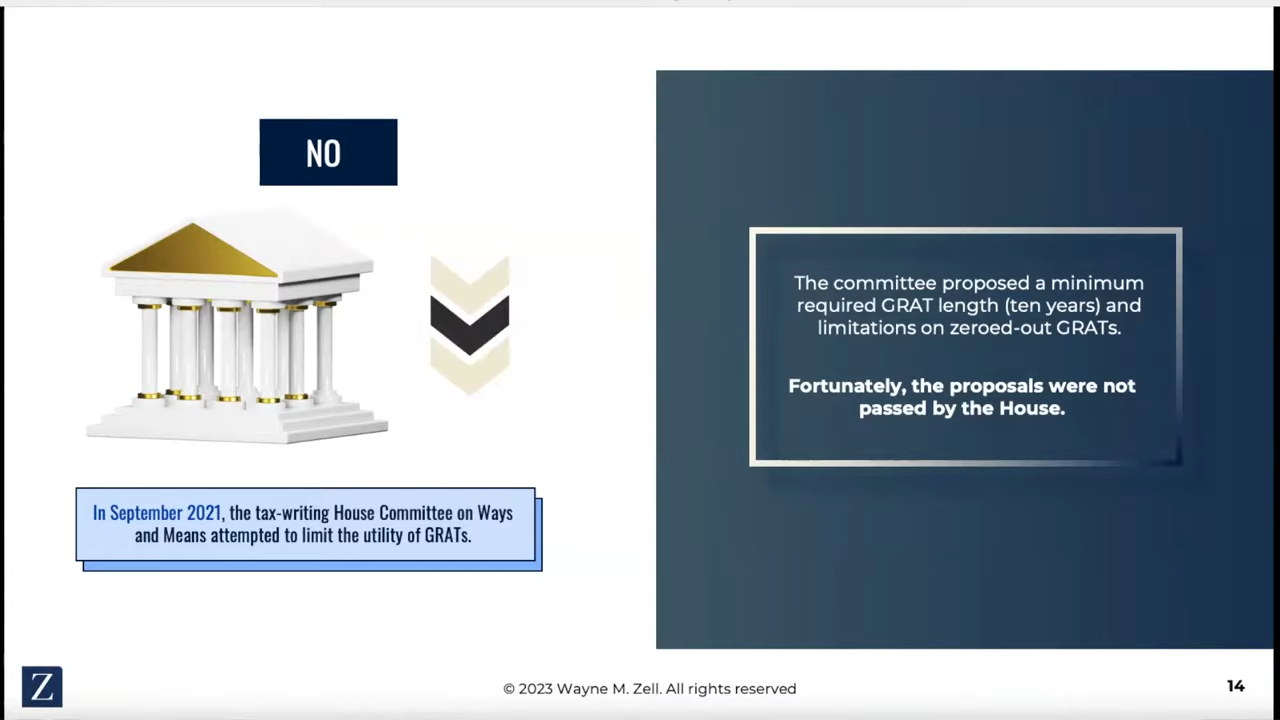 NO
In September 2021, the tax-writing House Committee on Ways
and Means attempted to limit the utility of GRATs.
The committee proposed a minimum
required GRAT length (ten years) and
limitations on zeroed-out GRATs.
Fortunately, the proposals were not
passed by the House.
Z
© 2023 Wayne M. Zell. All rights reserved
14